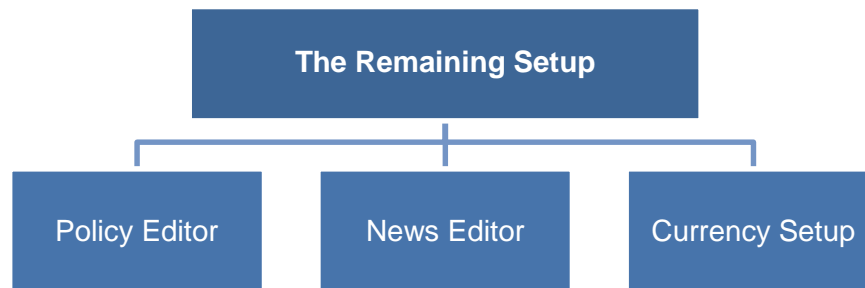 The Remaining Setup
Policy Editor
News Editor
Currency Setup